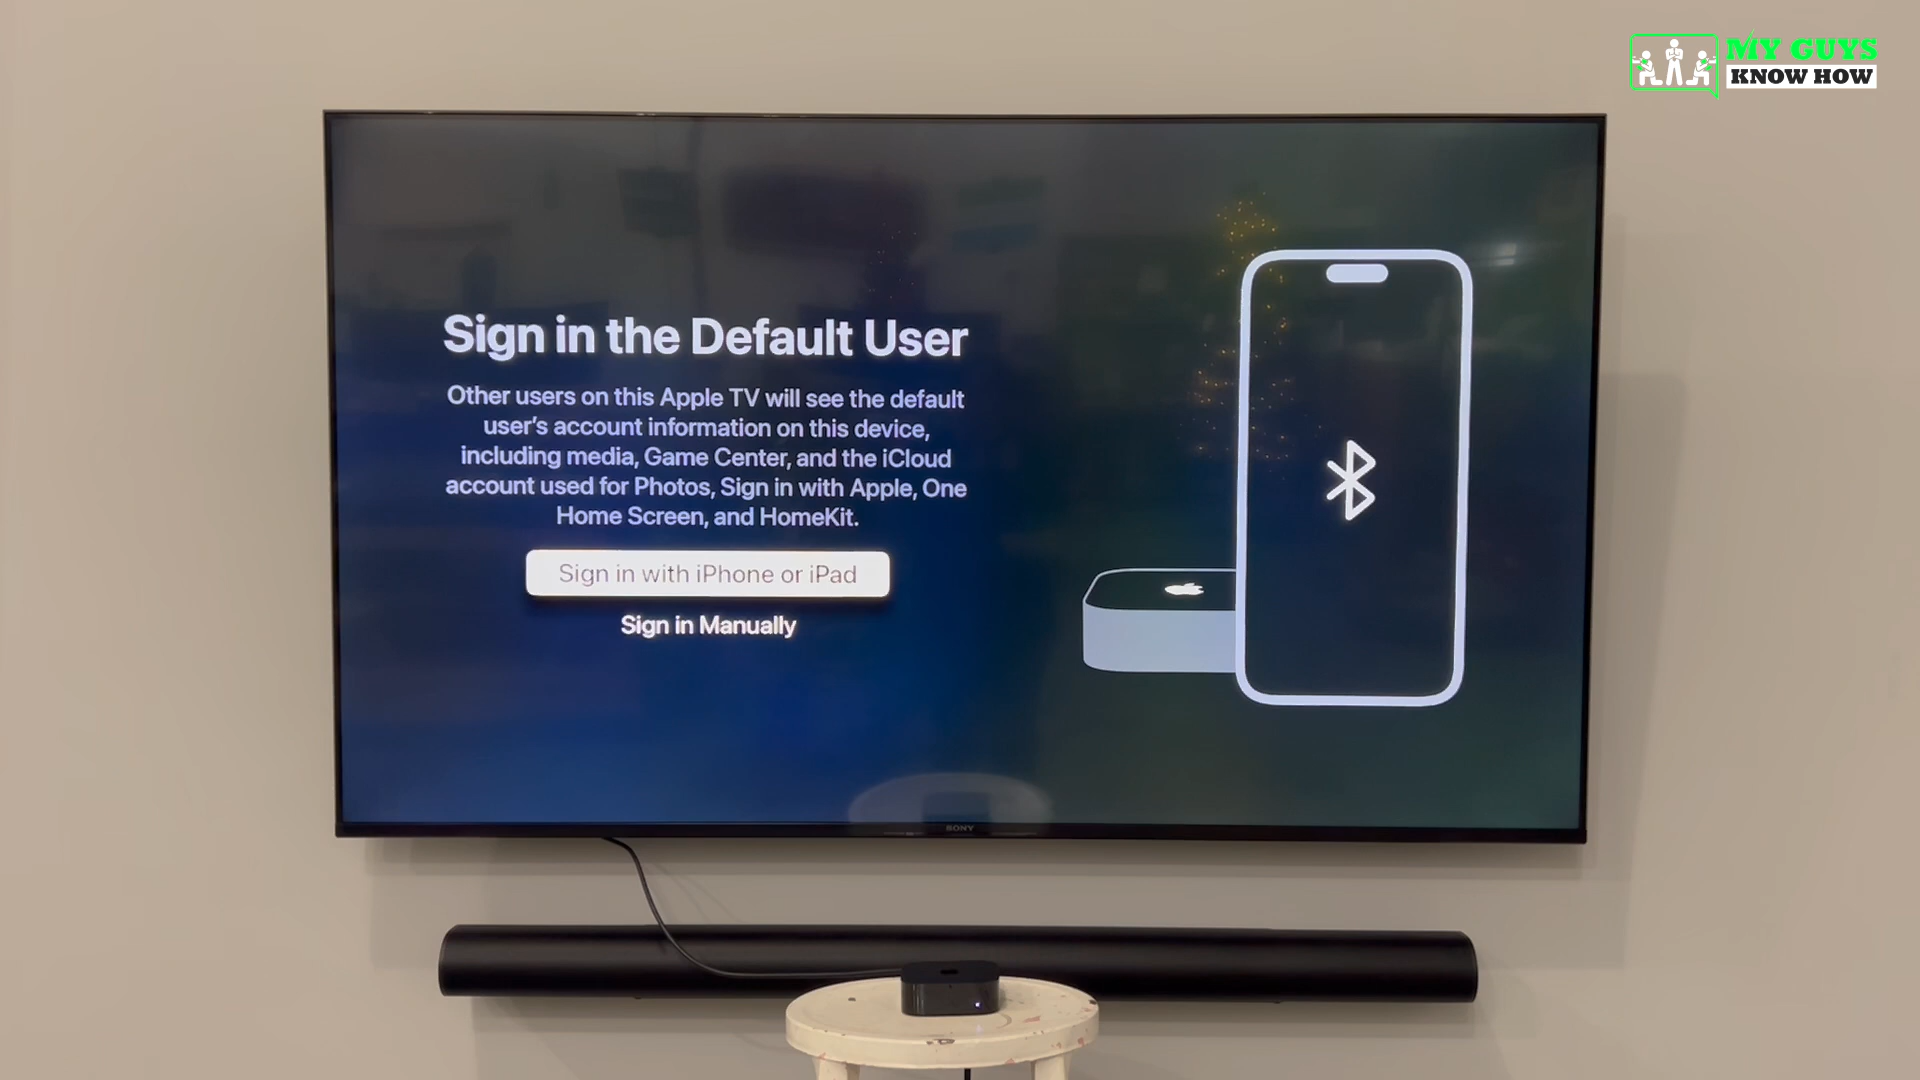 MY GUYS
KNOW HOW
Sign in the Default User
Other users on this Apple TV will see the default
user's account information on this device,
including media, Game Center, and the iCloud
account used for Photos, Sign in with Apple, One
Home Screen, and HomeKit.
Sign in with iPhone or iPad
Sign in Manually
SONY